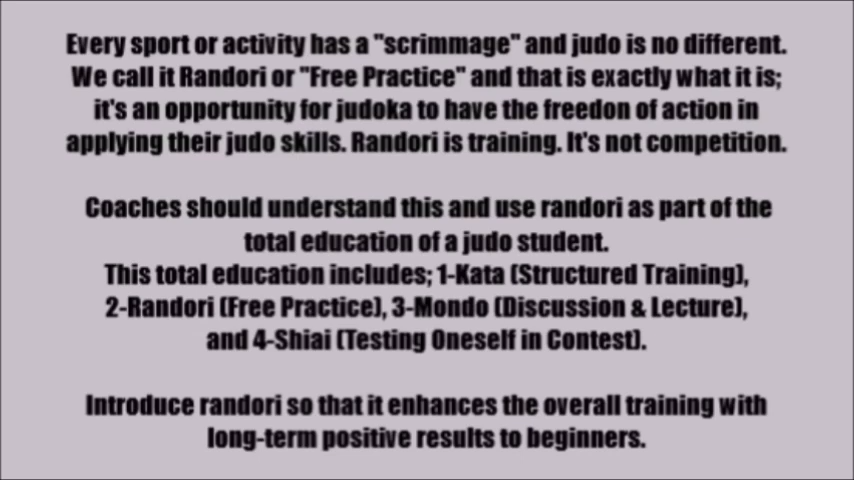 Every sport or activity has a "scrimmage" and judo is no different.
We call it Randori or "Free Practice" and that is exactly what it is;
it's an opportunity for judoka to have the freedon of action in
applying their judo skills. Randori is training. It's not competition.
Coaches should understand this and use randori as part of the
total education of a judo student.
This total education includes; 1-Kata (Structured Training),
2-Randori (Free Practice), 3-Mondo (Discussion & Lecture),
and 4-Shiai (Testing Oneself in Contest).
Introduce randori so that it enhances the overall training with
long-term positive results to beginners.